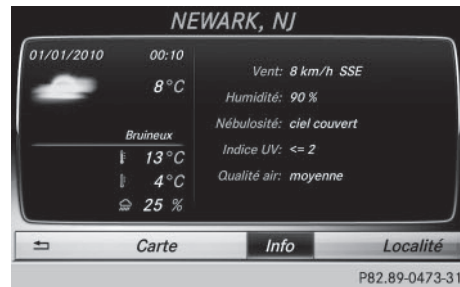 NEWARK, NJ
01/01/2010 00:10
8°C
Bruineux
13°C
4°C
25 %
Vent: 8 km/h SSE
Humidité: 90 %
Nébulosité: ciel couvert
Indice UV: <= 2
Qualité air: moyenne
Carte Info Localité
P82.89-0473-31